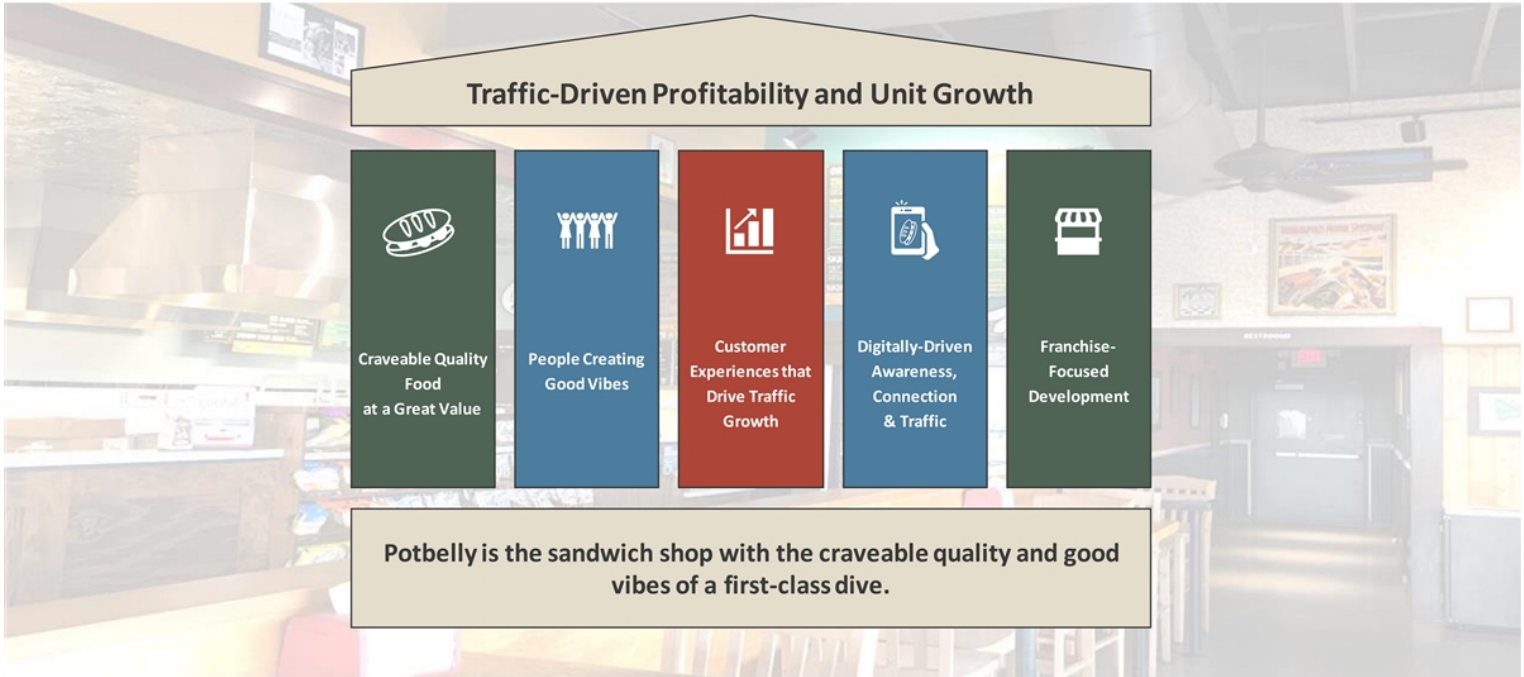 Traffic-Driven Profitability and Unit Growth
Craveable Quality
Food
at a Great Value
People Creating
Good Vibes
Customer
Experiences that
Drive Traffic
Growth
Digitally-Driven
Awareness,
Connection
& Traffic
Franchise-
Focused
Development
RESTROOMS
Potbelly is the sandwich shop with the craveable quality and good
vibes of a first-class dive.